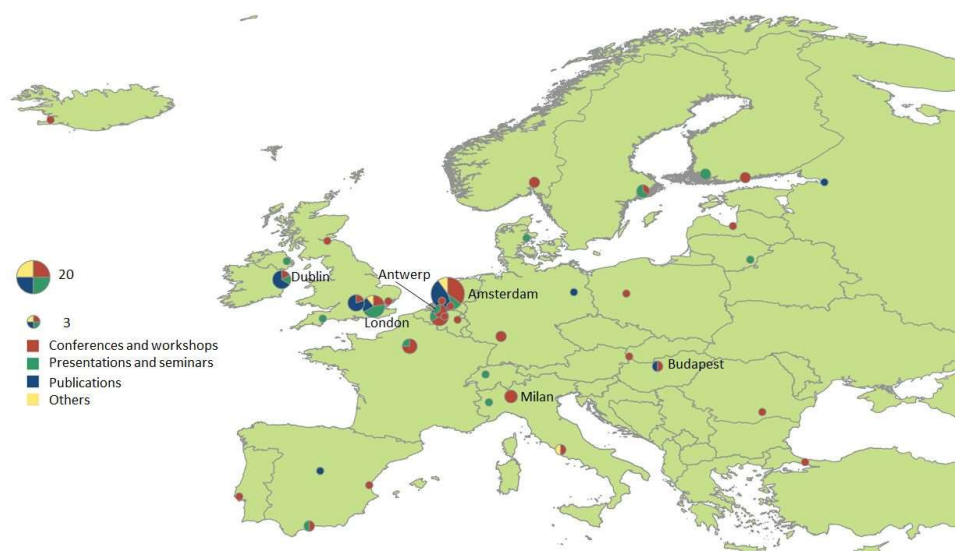 Dublin
Antwerp
Amsterdam
London
Budapest
Milan
20
3
Conferences and workshops
Presentations and seminars
Publications
Others